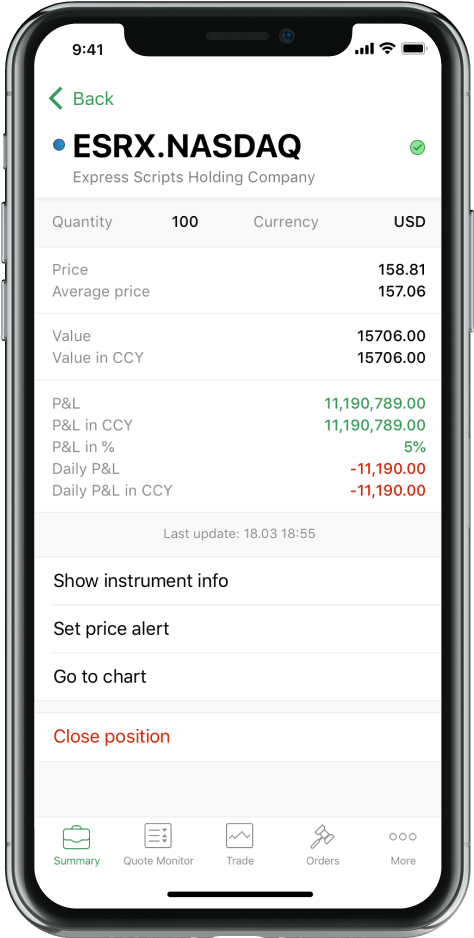 9:41
Back
ESRX.NASDAQ
Express Scripts Holding Company
Quantity 100 Currency USD
Price 158.81
Average price 157.06
Value 15706.00
Value in CCY 15706.00
P&L 11,190,789.00
P&L in CCY 11,190,789.00
P&L in % 5%
Daily P&L -11,190.00
Daily P&L in CCY -11,190.00
Last update: 18.03 18:55
Show instrument info
Set price alert
Go to chart
Close position
Summary Quote Monitor Trade Orders More